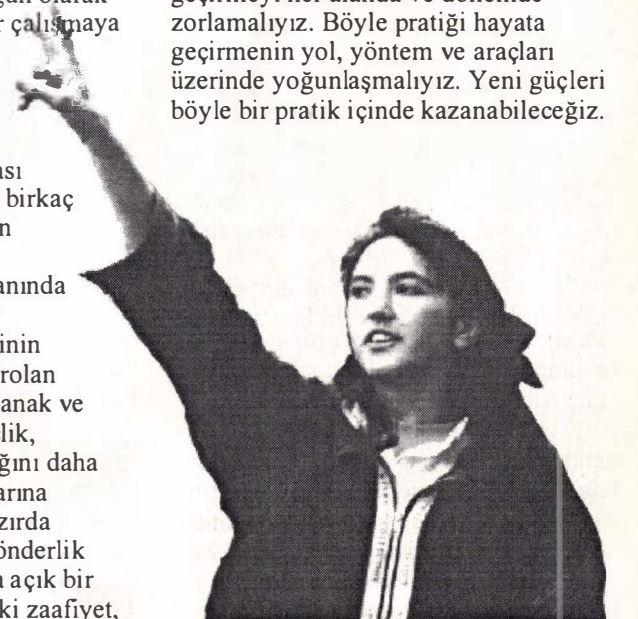 olarak
çalışmaya
ası
birkaç
n
anında
inin
rolan
anak ve
lik,
ğını daha
arına
zırda
önderlik
a açık bir
ki zaafiyet,
zorlamalıyız. Böyle pratiği hayata
geçirmenin yol, yöntem ve araçları
üzerinde yoğunlaşmalıyız. Yeni güçleri
böyle bir pratik içinde kazanabileceğiz.